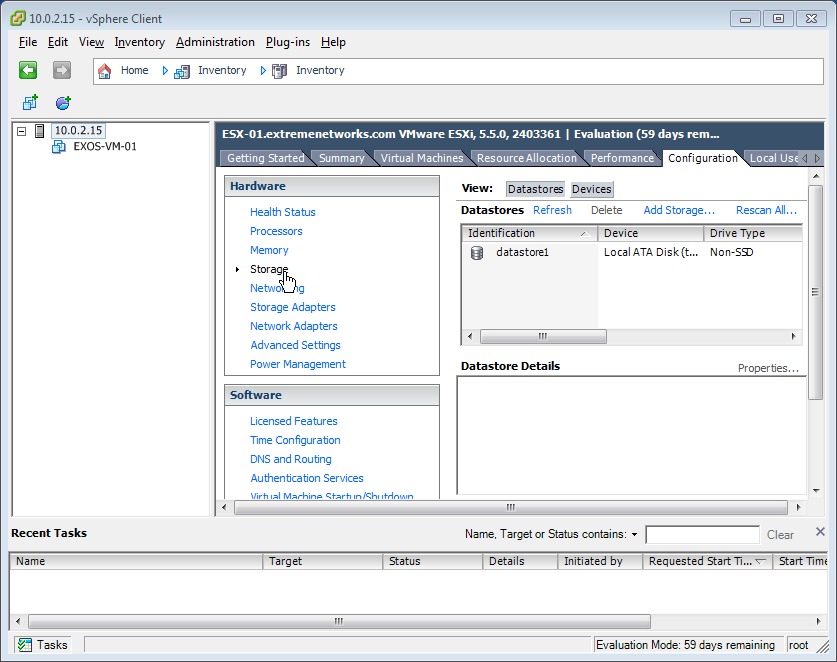 10.0.2.15 - vSphere Client
File Edit View Inventory Administration Plug-ins Help
Home Inventory Inventory
10.0.2.15
EXOS-VM-01
ESX-01.extremenetworks.com VMware ESXi, 5.5.0, 2403361 | Evaluation (59 days rem...
Getting Started Summary Virtual Machines Resource Allocation Performance Configuration Local Use
Hardware
Health Status
Processors
Memory
Storage
Networking
Storage Adapters
Network Adapters
Advanced Settings
Power Management
Software
Licensed Features
Time Configuration
DNS and Routing
Authentication Services
Virtual Machine Startup/Shutdown
View: Datastores Devices
Datastores Refresh Delete Add Storage... Rescan All...
Identification Device Drive Type
datastore1 Local ATA Disk (t... Non-SSD
Datastore Details Properties...
Recent Tasks Name, Target or Status contains: Clear
Name Target Status Details Initiated by Requested Start Ti... Start Time
Tasks Evaluation Mode: 59 days remaining root